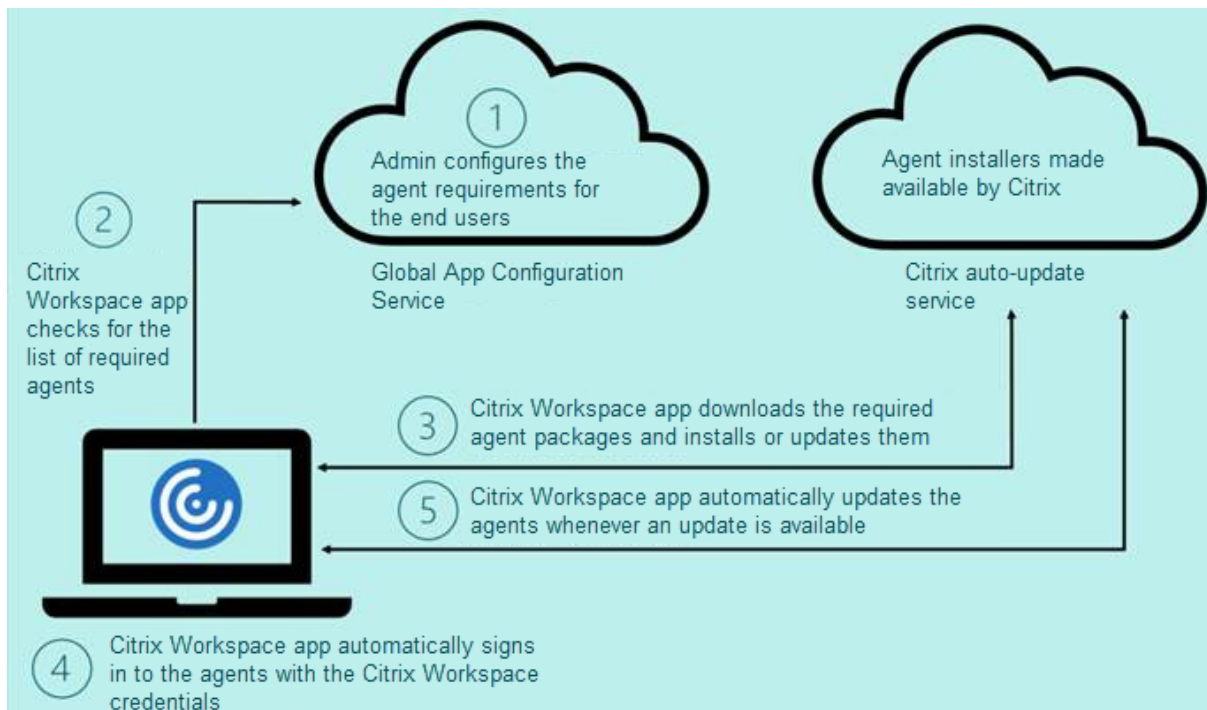 1
Admin configures the
agent requirements for
the end users
Global App Configuration
Service
Agent installers made
available by Citrix
Citrix auto-update
service
2
Citrix
Workspace app
checks for the
list of required
agents
3
Citrix Workspace app downloads the required
agent packages and installs or updates them
5
Citrix Workspace app automatically updates the
agents whenever an update is available
4
Citrix Workspace app automatically signs
in to the agents with the Citrix Workspace
credentials